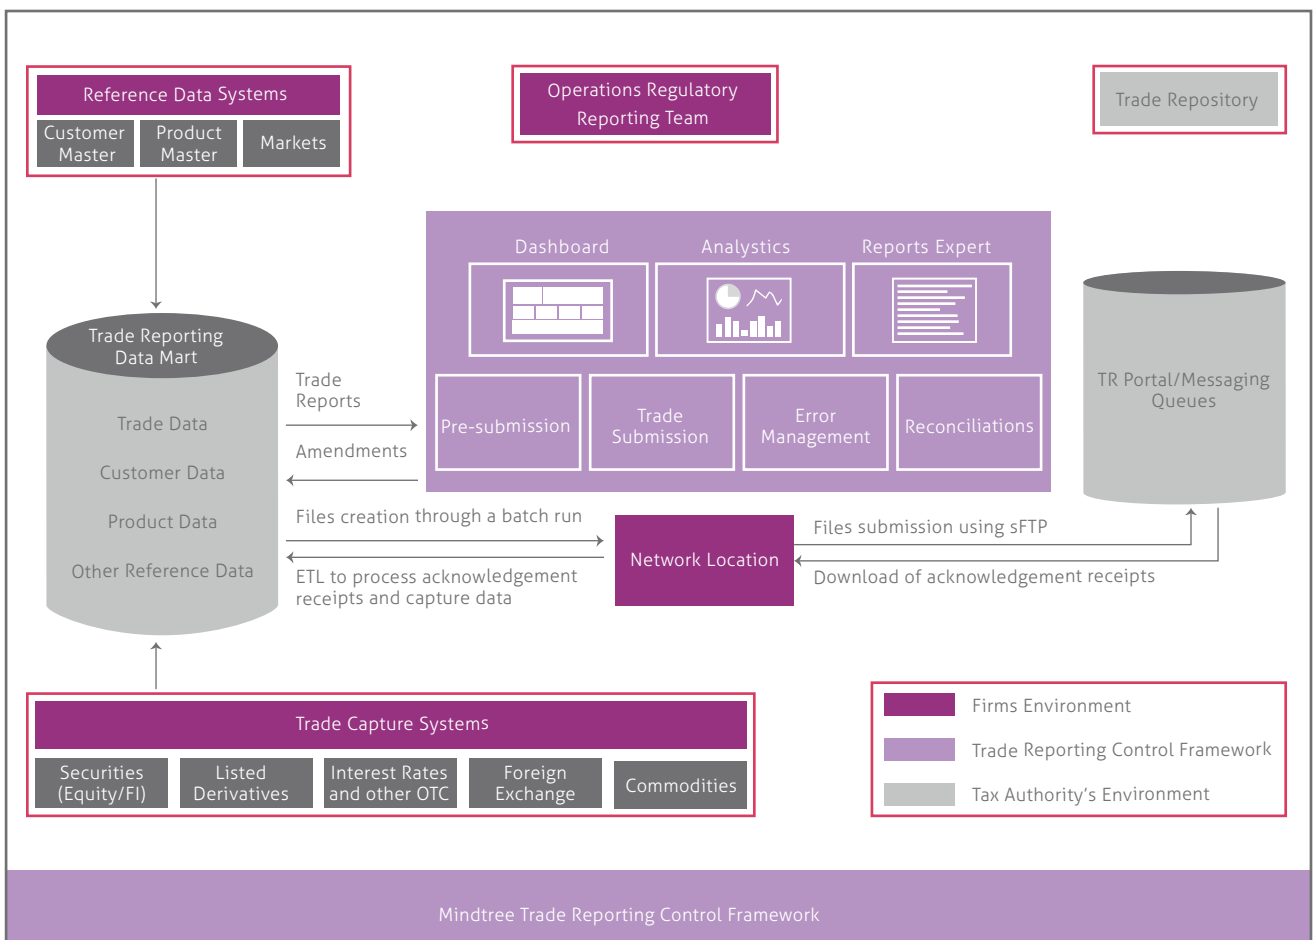 Reference Data Systems
Customer
Master
Product
Master
Markets
Operations Regulatory
Reporting Team
Trade Repository
Dashboard
Analystics
Reports Expert
Trade Reporting
Data Mart
Trade Data
Customer Data
Product Data
Other Reference Data
Trade
Reports
Amendments
Pre-submission
Trade
Submission
Error
Management
Reconciliations
TR Portal/Messaging
Queues
Files creation through a batch run
ETL to process acknowledgement
receipts and capture data
Network Location
Files submission using sFTP
Download of acknowledgement receipts
Trade Capture Systems
Securities
(Equity/FI)
Listed
Derivatives
Interest Rates
and other OTC
Foreign
Exchange
Commodities
Firms Environment
Trade Reporting Control Framework
Tax Authority's Environment
Mindtree Trade Reporting Control Framework